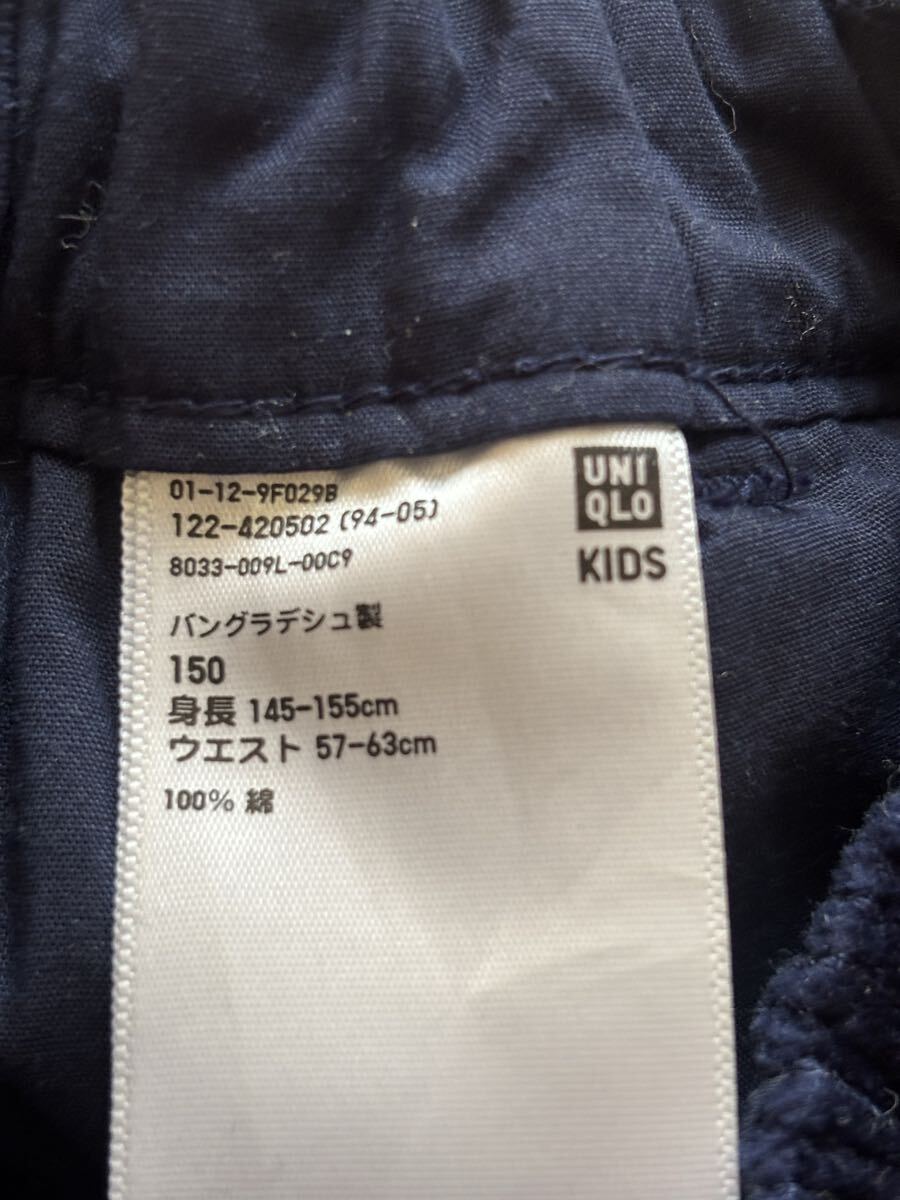 01-12-9F029B
122-420502 (94-05)
8033-009L-00C9
UNI
QLO
KIDS
バングラデシュ製
150
身長 145-155cm
ウエスト 57-63cm
100% 綿